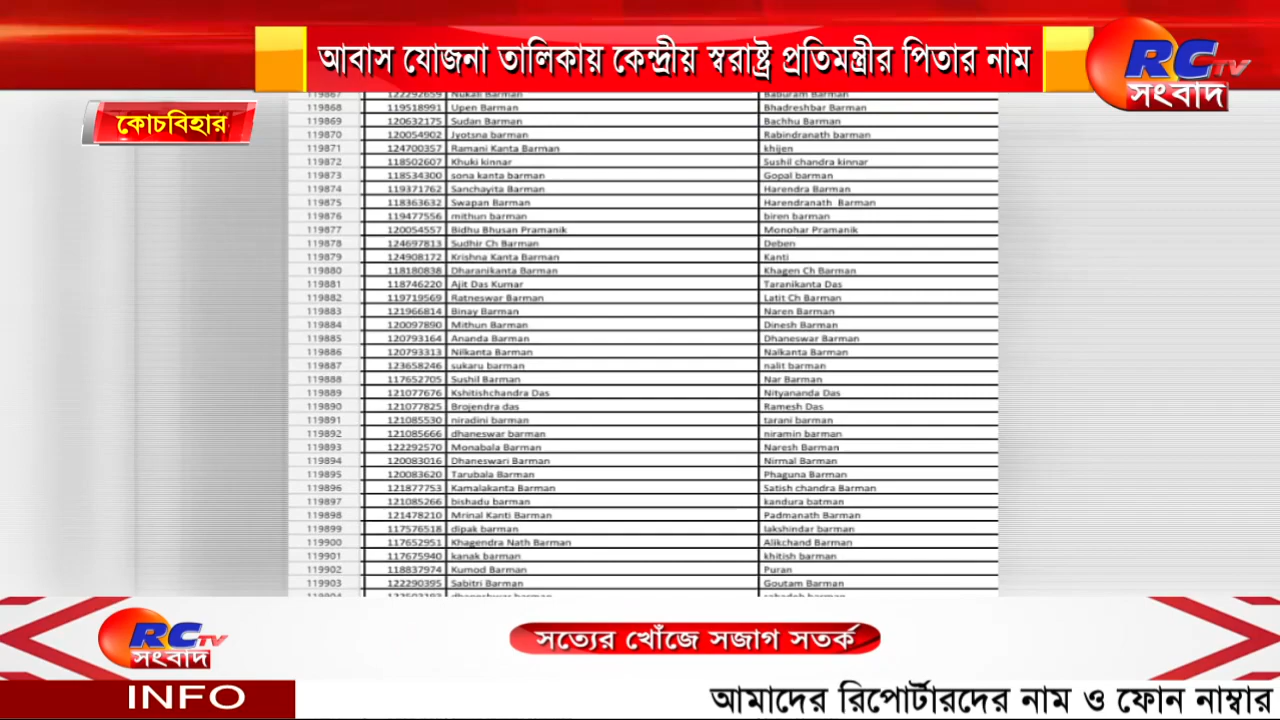 আবাস যোজনা তালিকায় কেন্দ্রীয় স্বরাষ্ট্র প্রতিমন্ত্রীর পিতার নাম
RCTV
সংবাদ
কোচবিহার
119867 122292659 Nukali Barman Baburam Barman
119868 119518991 Upen Barman Bhadreshbar Barman
119869 120632175 Sudan Barman Bachhu Barman
119870 120054902 Jyotsna barman Rabindranath barman
119871 124700357 Ramani Kanta Barman khijen
119872 118502607 Khuki kinnar Sushil chandra kinnar
119873 118534300 sona kanta barman Gopal barman
119874 119371762 Sanchayita Barman Harendra Barman
119875 118363632 Swapan Barman Harendranath Barman
119876 119477556 mithun barman biren barman
119877 120054557 Bidhu Bhusan Pramanik Monohar Pramanik
119878 124697813 Sudhir Ch Barman Deben
119879 124908172 Krishna Kanta Barman Kanti
119880 118180838 Dharanikanta Barman Khagen Ch Barman
119881 118746220 Ajit Das Kumar Taranikanta Das
119882 119719569 Ratneswar Barman Latit Ch Barman
119883 121966814 Binay Barman Naren Barman
119884 120097890 Mithun Barman Dinesh Barman
119885 120793164 Ananda Barman Dhaneswar Barman
119886 120793313 Nilkanta Barman Nalkanta Barman
119887 123658246 sukaru barman nalit barman
119888 117652705 Sushil Barman Nar Barman
119889 121077676 Kshitishchandra Das Nityananda Das
119890 121077825 Brojendra das Ramesh Das
119891 121085530 niradini barman tarani barman
119892 121085666 dhaneswar barman niramin barman
119893 122292570 Monabala Barman Naresh Barman
119894 120083016 Dhaneswari Barman Nirmal Barman
119895 120083620 Tarubala Barman Phaguna Barman
119896 121877753 Kamalakanta Barman Satish chandra Barman
119897 121085266 bishadu barman kandura batman
119898 121478210 Mrinal Kanti Barman Padmanath Barman
119899 117576518 dipak barman lakshindar barman
119900 117652951 Khagendra Nath Barman Alikchand Barman
119901 117675940 kanak barman khitish barman
119902 118837974 Kumod Barman Puran
119903 122290395 Sabitri Barman Goutam Barman
RCTV
সংবাদ
সত্যের খোঁজে সজাগ সতর্ক
INFO
আমাদের রিপোর্টারদের নাম ও ফোন নাম্বার